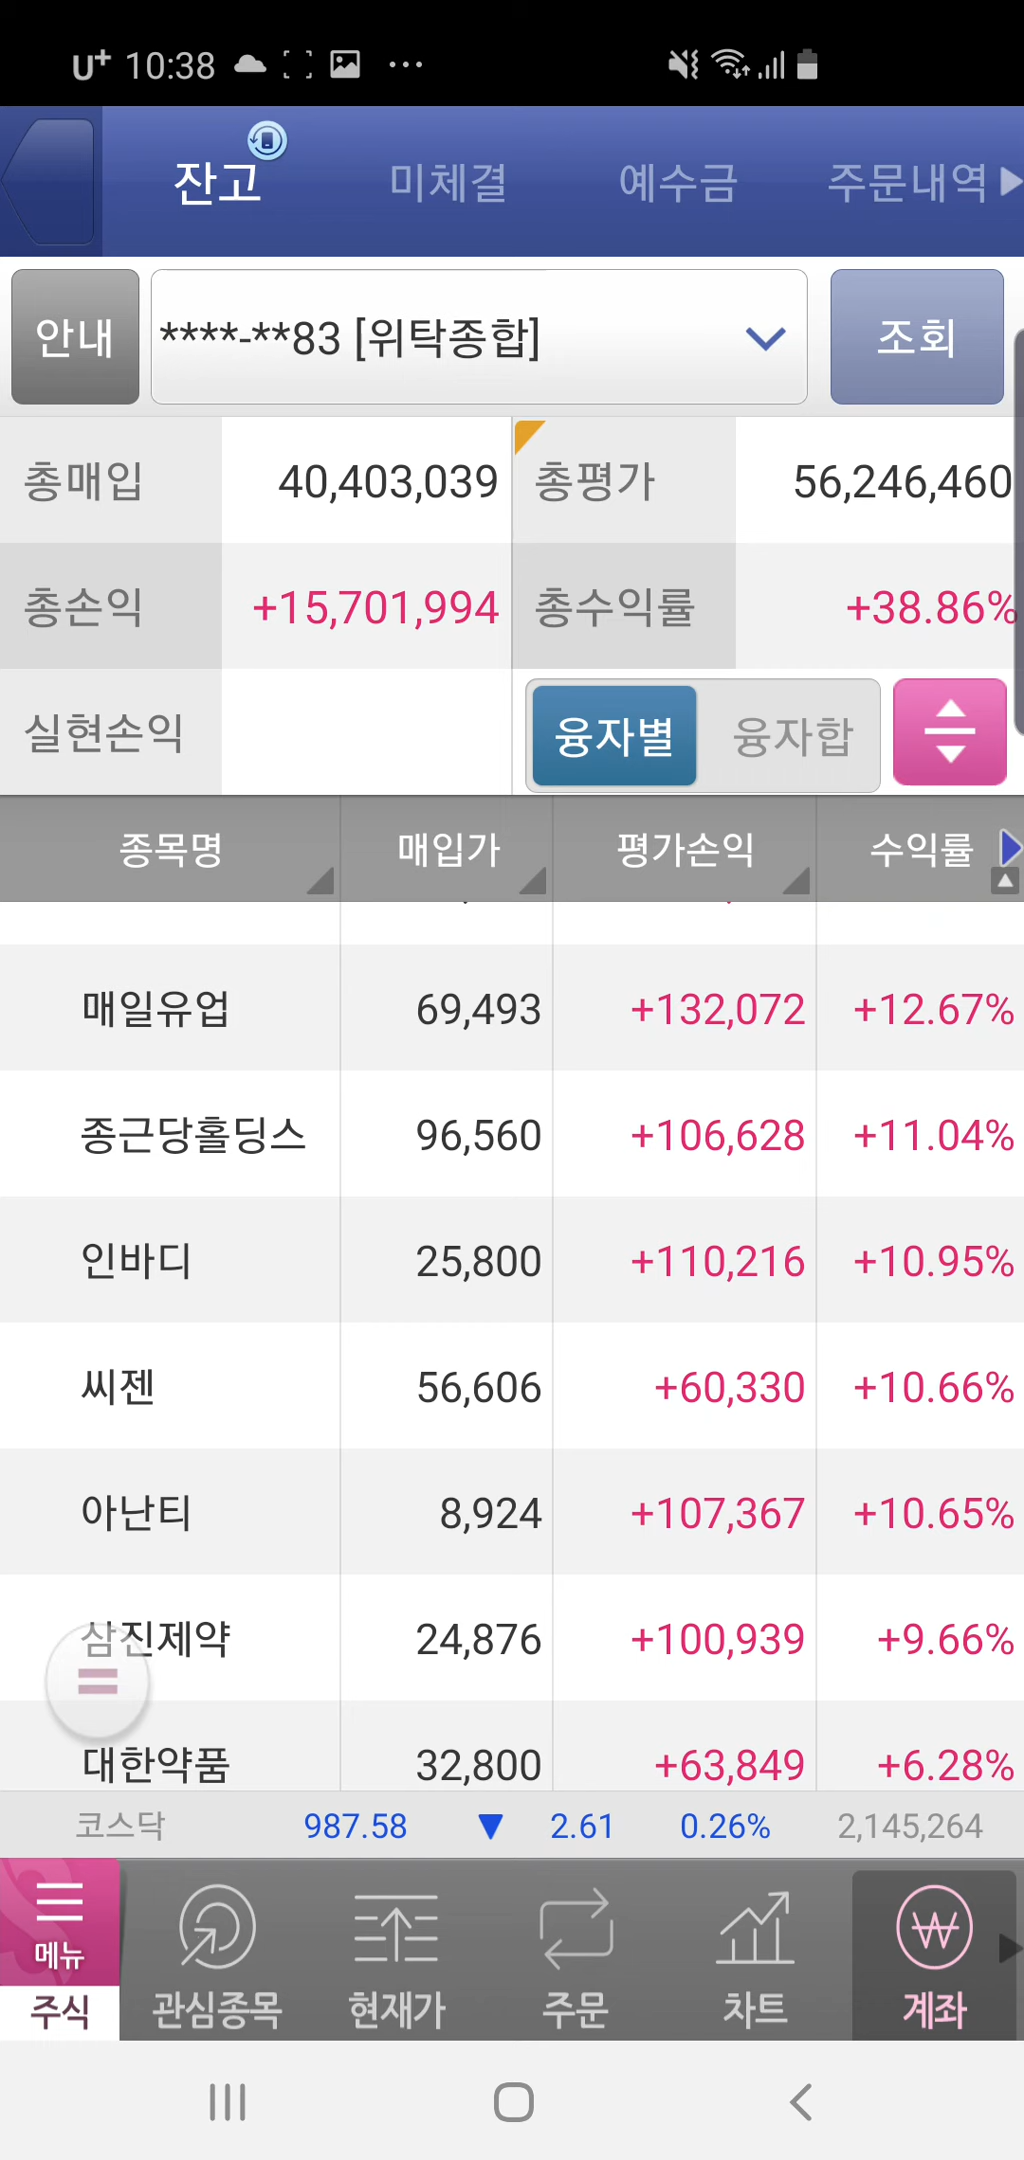 U+ 10:38 ...
잔고 미체결 예수금 주문내역
안내 ****-**83 [위탁종합] 조회
총매입 40,403,039 총평가 56,246,460
총손익 +15,701,994 총수익률 +38.86%
실현손익 융자별 융자합
종목명 매입가 평가손익 수익률
매일유업 69,493 +132,072 +12.67%
종근당홀딩스 96,560 +106,628 +11.04%
인바디 25,800 +110,216 +10.95%
씨젠 56,606 +60,330 +10.66%
아난티 8,924 +107,367 +10.65%
삼진제약 24,876 +100,939 +9.66%
대한약품 32,800 +63,849 +6.28%
코스닥 987.58 ▼ 2.61 0.26% 2,145,264
메뉴
주식 관심종목 현재가 주문 차트 계좌